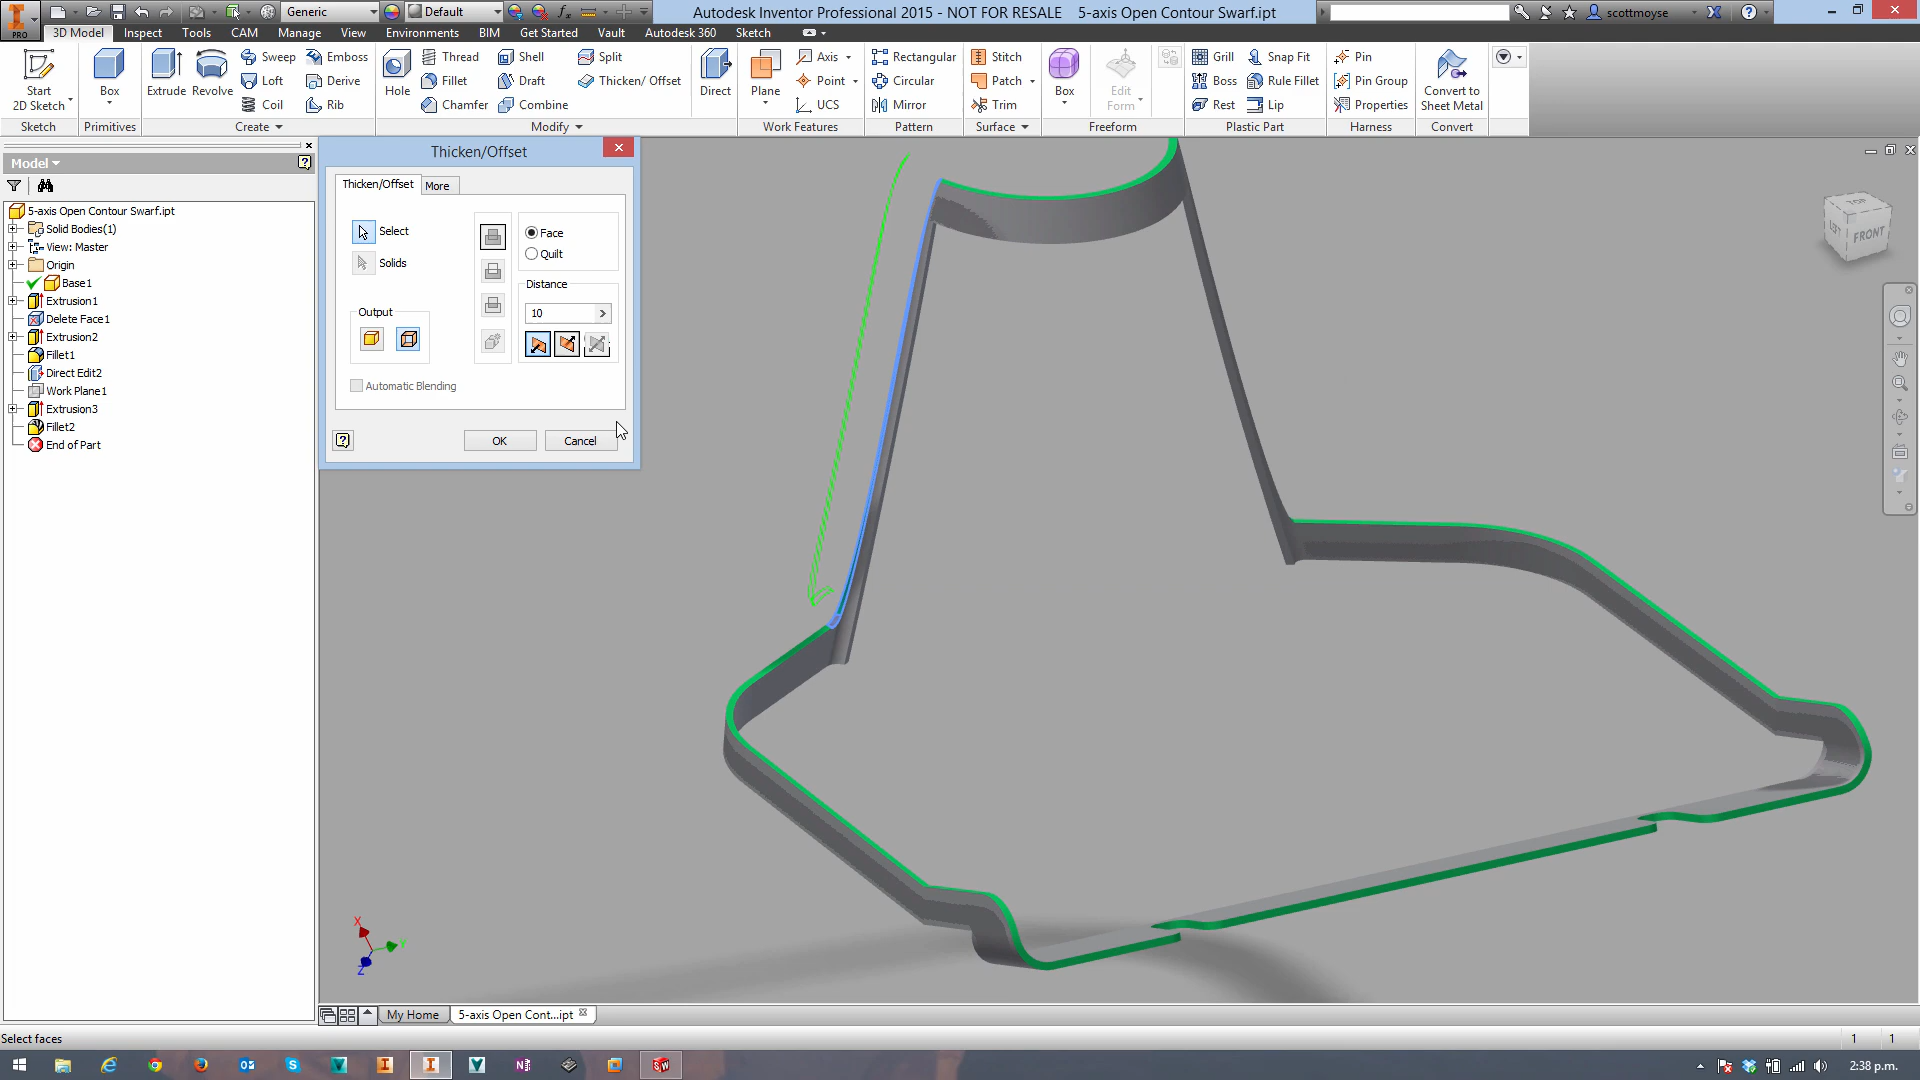 Generic
Default
Autodesk Inventor Professional 2015 - NOT FOR RESALE 5-axis Open Contour Swarf.ipt
scottmoyse
PRO
3D Model Inspect Tools CAM Manage View Environments BIM Get Started Vault Autodesk 360 Sketch
Start
2D Sketch
Box
Extrude Revolve
Sweep Emboss
Loft Derive
Coil Rib
Hole
Thread Shell Split
Fillet Draft Thicken/ Offset
Chamfer Combine
Direct
Plane
Axis
Point
UCS
Rectangular
Circular
Mirror
Stitch
Patch
Trim
Box
Edit
Form
Grill Snap Fit
Boss Rule Fillet
Rest Lip
Pin
Pin Group
Properties
Convert to
Sheet Metal
Sketch Primitives Create Modify Work Features Pattern Surface Freeform Plastic Part Harness Convert
Model
5-axis Open Contour Swarf.ipt
Solid Bodies(1)
View: Master
Origin
Base1
Extrusion1
Delete Face1
Extrusion2
Fillet1
Direct Edit2
Work Plane1
Extrusion3
Fillet2
End of Part
Thicken/Offset
Thicken/Offset More
Select
Solids
Face
Quilt
Distance
10
Output
Automatic Blending
OK Cancel
TOP
FRONT
X
Y
Z
My Home 5-axis Open Cont...ipt
Select faces
1 1
2:38 p.m.